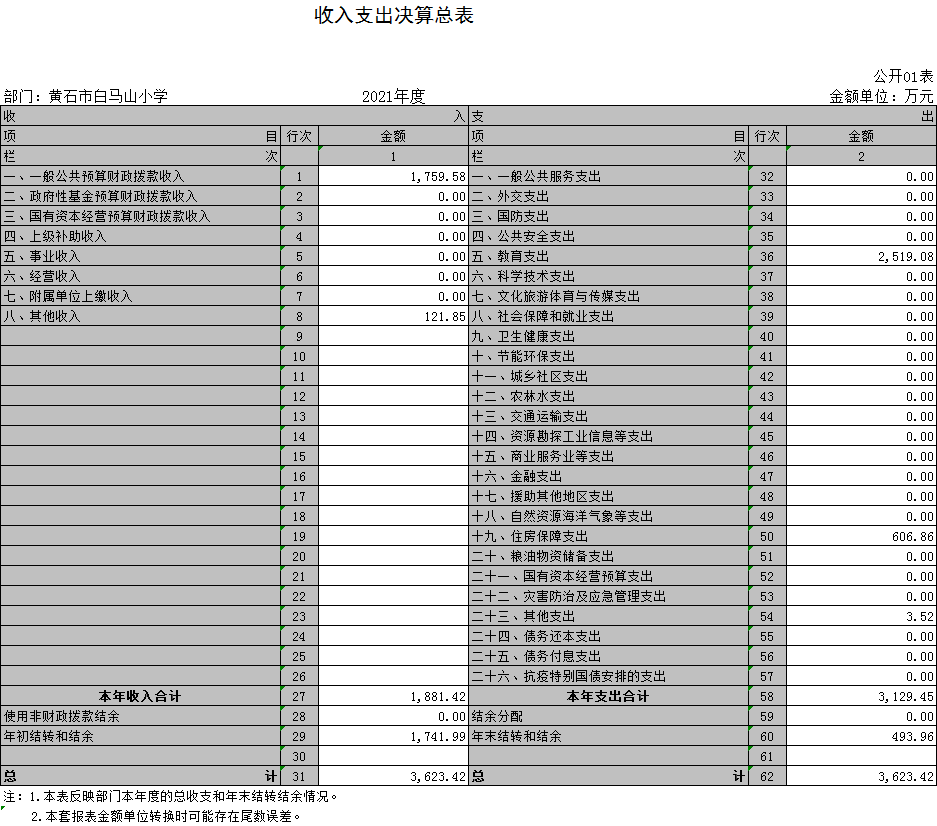 收入支出决算总表
公开01表
部门：黄石市白马山小学 2021年度 金额单位：万元
收 入 支 出
项 目 行次 金额 项 目 行次 金额
栏 次 1 栏 次 2
一、一般公共预算财政拨款收入 1 1,759.58 一、一般公共服务支出 32 0.00
二、政府性基金预算财政拨款收入 2 0.00 二、外交支出 33 0.00
三、国有资本经营预算财政拨款收入 3 0.00 三、国防支出 34 0.00
四、上级补助收入 4 0.00 四、公共安全支出 35 0.00
五、事业收入 5 0.00 五、教育支出 36 2,519.08
六、经营收入 6 0.00 六、科学技术支出 37 0.00
七、附属单位上缴收入 7 0.00 七、文化旅游体育与传媒支出 38 0.00
八、其他收入 8 121.85 八、社会保障和就业支出 39 0.00
9 九、卫生健康支出 40 0.00
10 十、节能环保支出 41 0.00
11 十一、城乡社区支出 42 0.00
12 十二、农林水支出 43 0.00
13 十三、交通运输支出 44 0.00
14 十四、资源勘探工业信息等支出 45 0.00
15 十五、商业服务业等支出 46 0.00
16 十六、金融支出 47 0.00
17 十七、援助其他地区支出 48 0.00
18 十八、自然资源海洋气象等支出 49 0.00
19 十九、住房保障支出 50 606.86
20 二十、粮油物资储备支出 51 0.00
21 二十一、国有资本经营预算支出 52 0.00
22 二十二、灾害防治及应急管理支出 53 0.00
23 二十三、其他支出 54 3.52
24 二十四、债务还本支出 55 0.00
25 二十五、债务付息支出 56 0.00
26 二十六、抗疫特别国债安排的支出 57 0.00
本年收入合计 27 1,881.42 本年支出合计 58 3,129.45
使用非财政拨款结余 28 0.00 结余分配 59 0.00
年初结转和结余 29 1,741.99 年末结转和结余 60 493.96
30 61
总 计 31 3,623.42 总 计 62 3,623.42
注：1.本表反映部门本年度的总收支和年末结转结余情况。
2.本套报表金额单位转换时可能存在尾数误差。